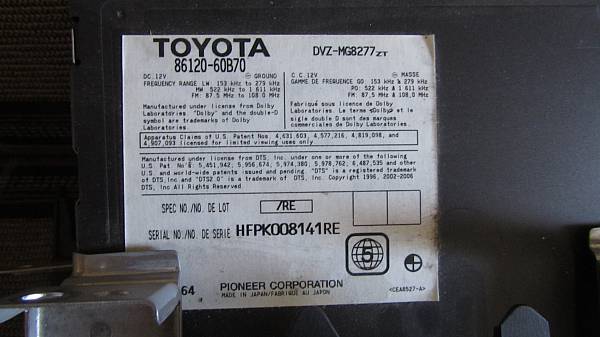 TOYOTA
86120-60B70
DVZ-MG8277ZT
DC. 12V ⊖ GROUND
FREQUENCY RANGE LW: 153 kHz to 279 kHz
MW: 522 kHz to 1 611 kHz
FM: 87.5 MHz to 108.0 MHz
C.C. 12V ⊖ MASSE
GAMME DE FREQUENCE GO: 153 kHz à 279 kHz
PO: 522 kHz à 1 611 kHz
FM: 87,5 MHz à 108,0 MHz
Manufactured under license from Dolby
Laboratories. "Dolby" and the double-D
symbol are trademarks of Dolby
Laboratories.
Fabriqué sous licence de Dolby
Laboratories. Le terme «Dolby» et le
sigle double D sont des marques
commerciales de Dolby Laboratories.
Apparatus Claims of U.S. Patent Nos. 4,631,603, 4,577,216, 4,819,098, and
4,907,093 licensed for limited viewing uses only
Manufactured under license from DTS, Inc. under one or more of the following
U.S. Pat No's. 5,451,942, 5,956,674, 5,974,380, 5,978,762, 6,487,535 and other
U.S. and world-wide patents issued and pending. "DTS" is a registered trademark
of DTS, Inc and "DTS2 0" is a trademark of DTS, Inc. Copyright 1996, 2002-2006
DTS, Inc All Rights Reserved
SPEC NO./NO. DE LOT /RE
SERIAL NO./NO. DE SERIE HFPK008141RE
5
64 PIONEER CORPORATION
MADE IN JAPAN/FABRIQUE AU JAPON
<CEA8527-A>